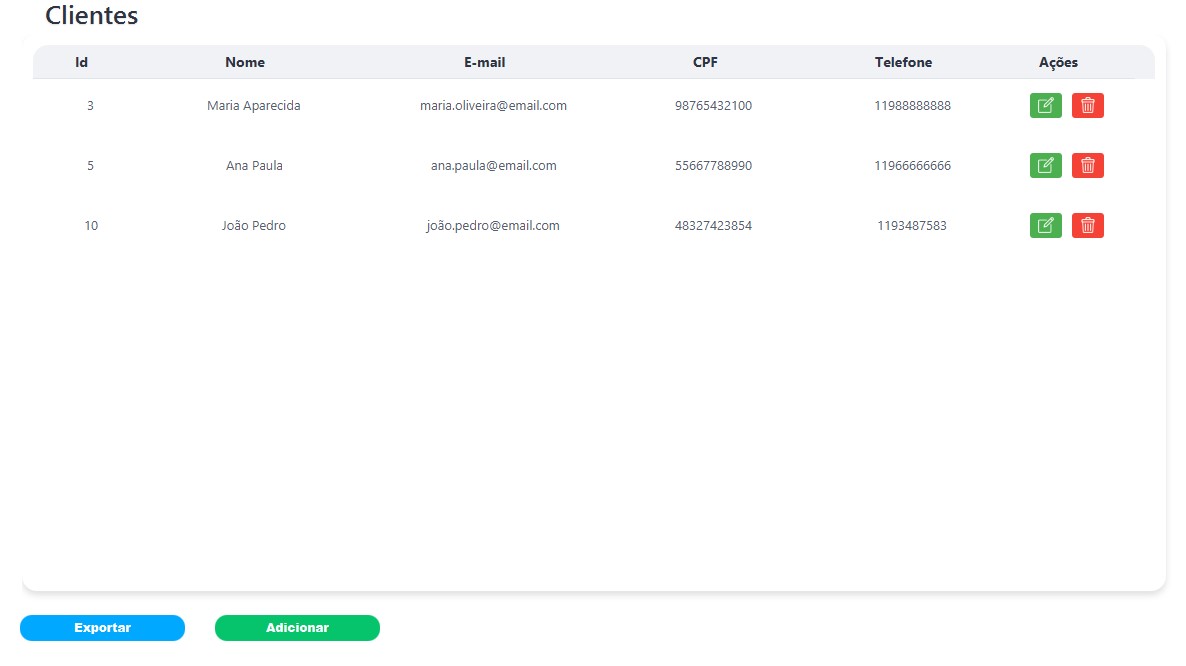 Clientes
Id Nome E-mail CPF Telefone Ações
3 Maria Aparecida maria.oliveira@email.com 98765432100 11988888888
5 Ana Paula ana.paula@email.com 55667788990 11966666666
10 João Pedro joão.pedro@email.com 48327423854 1193487583
Exportar Adicionar